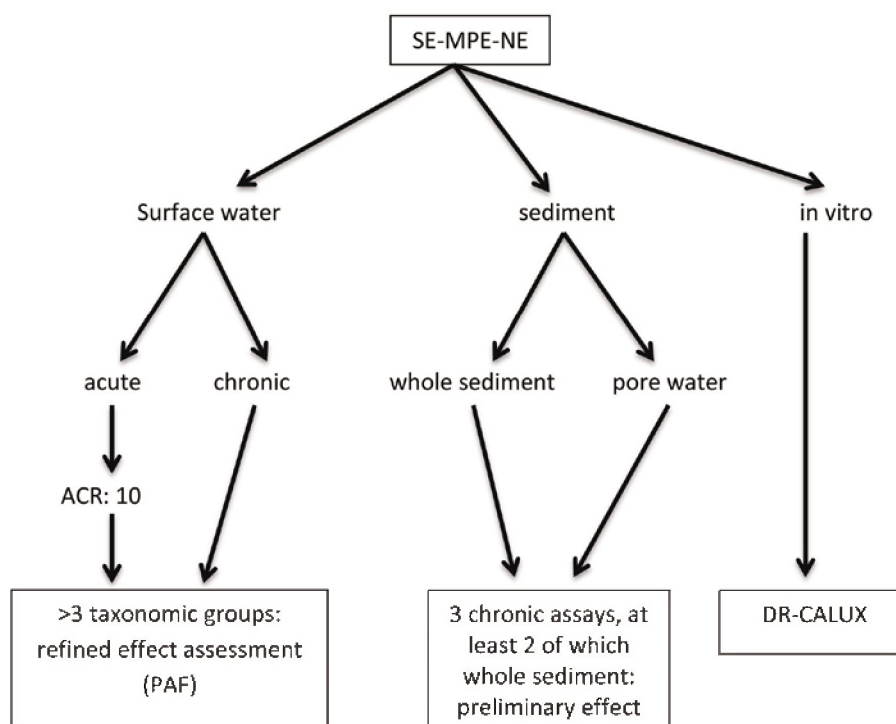 SE-MPE-NE
Surface water
sediment
in vitro
acute
chronic
whole sediment
pore water
ACR: 10
>3 taxonomic groups:
refined effect assessment
(PAF)
3 chronic assays, at
least 2 of which
whole sediment:
preliminary effect
DR-CALUX